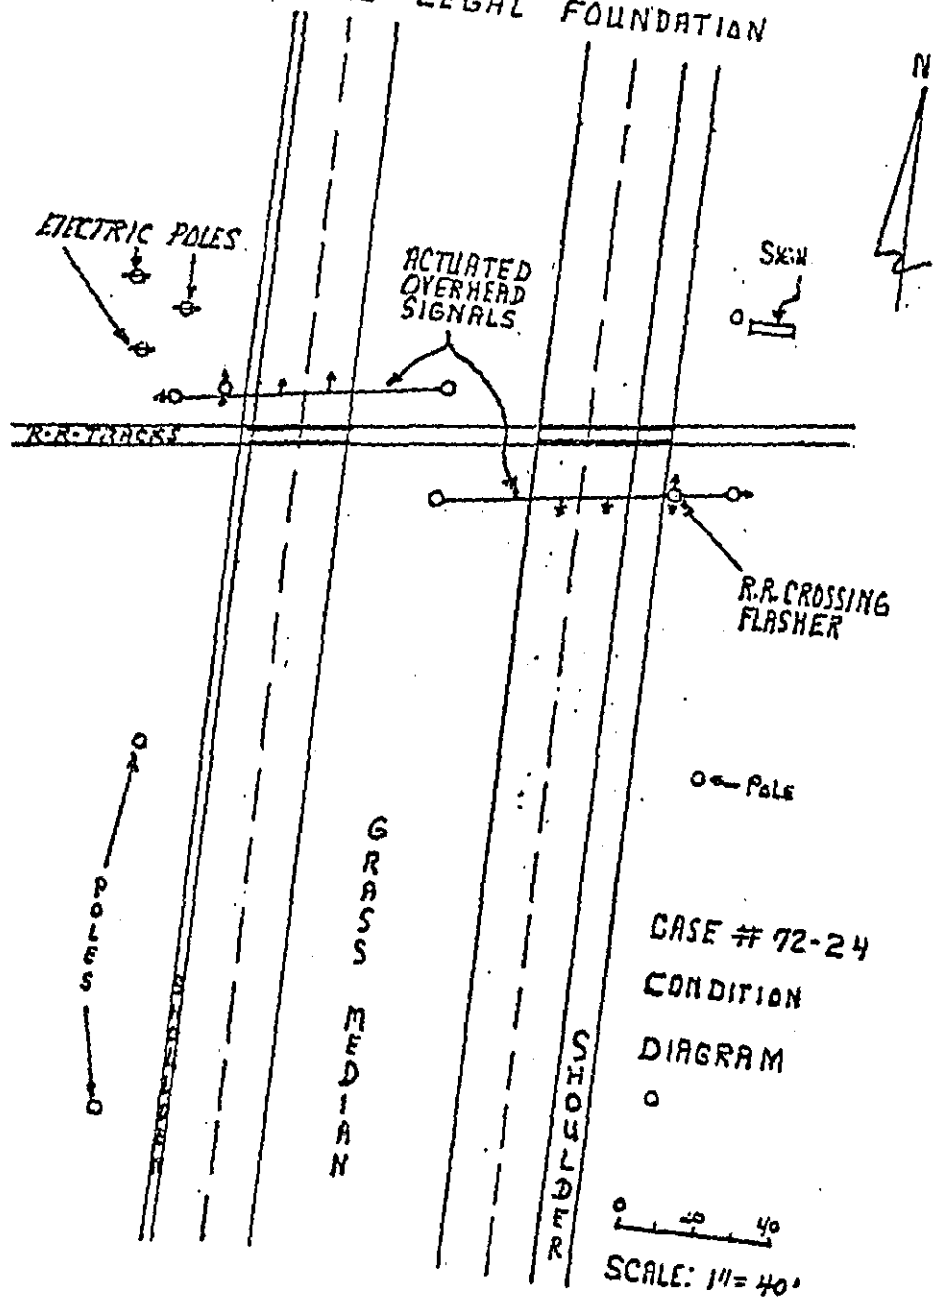 LEGAL FOUNDATION
N
ELECTRIC POLES
ACTUATED
OVERHEAD
SIGNALS
SIGN
R.R. TRACKS
R.R. CROSSING
FLASHER
POLE
POLES
GRASS MEDIAN
SHOULDER
CASE # 72-24
CONDITION
DIAGRAM
0 20 40
SCALE: 1"= 40'